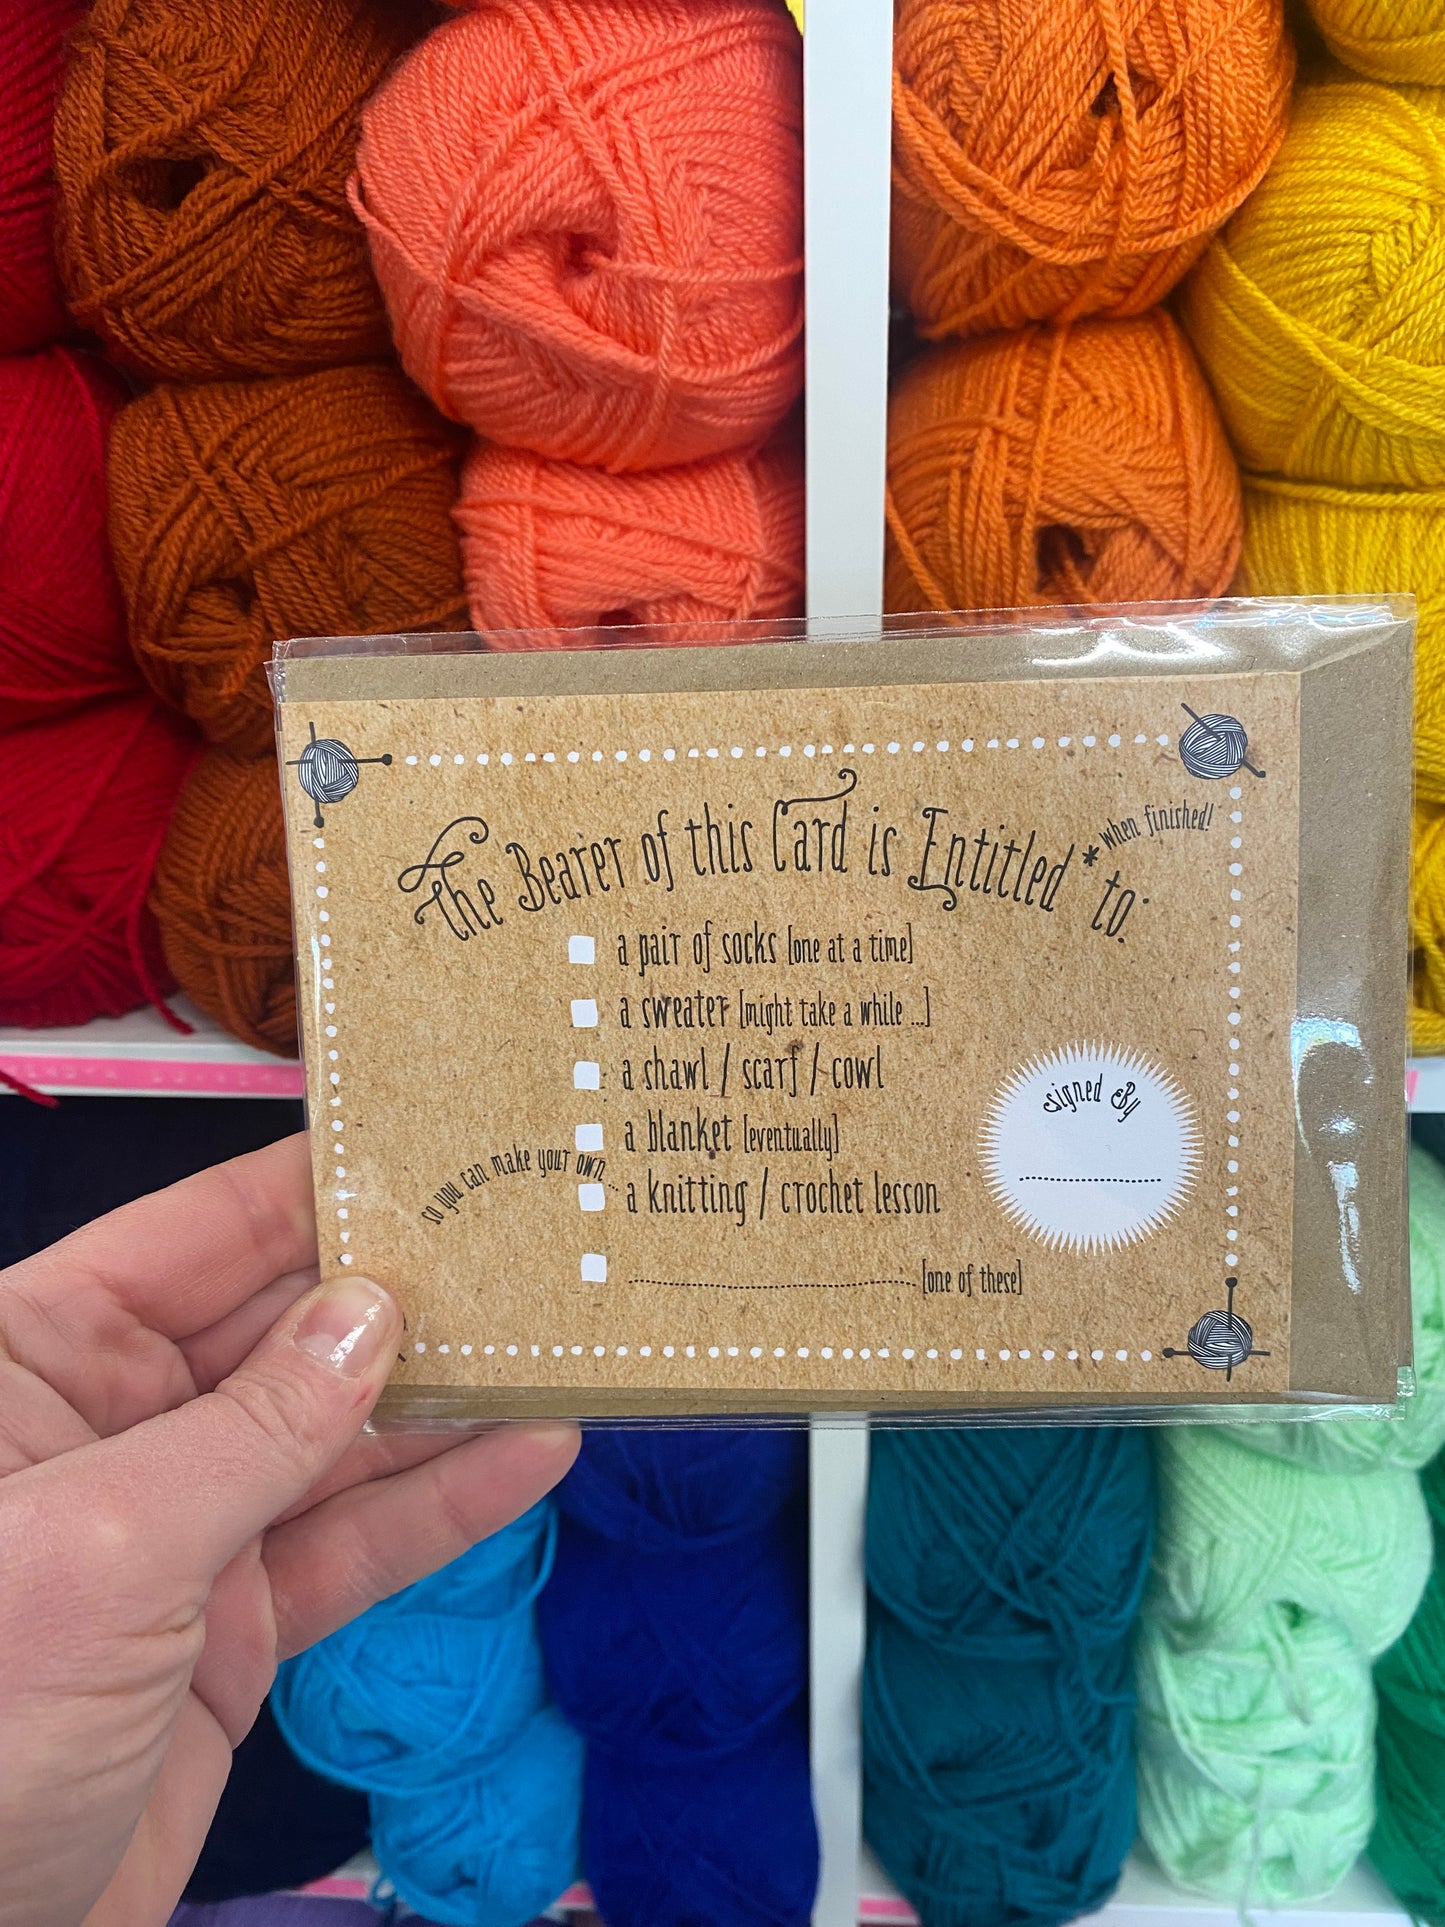 The Bearer of this Card is Entitled * to:
when finished!
a pair of socks [one at a time]
a sweater [might take a while ...]
a shawl / scarf / cowl
a blanket [eventually]
so you can make your own...
a knitting / crochet lesson
[one of these]
Signed By